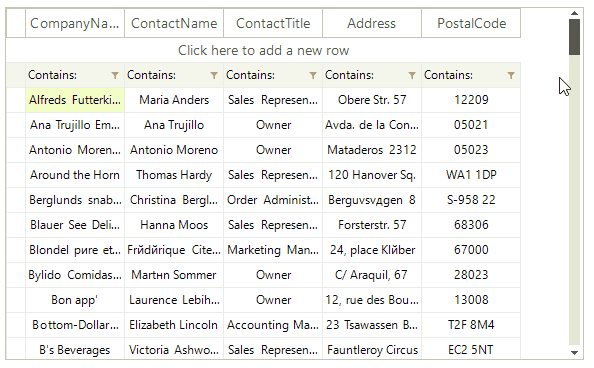 CompanyNa... ContactName ContactTitle Address PostalCode
Click here to add a new row
Contains: Contains: Contains: Contains: Contains:
Alfreds Futterki... Maria Anders Sales Represen... Obere Str. 57 12209
Ana Trujillo Em... Ana Trujillo Owner Avda. de la Con... 05021
Antonio Moren... Antonio Moreno Owner Mataderos 2312 05023
Around the Horn Thomas Hardy Sales Represen... 120 Hanover Sq. WA1 1DP
Berglunds snab... Christina Bergl... Order Administ... Berguvsvдgen 8 S-958 22
Blauer See Deli... Hanna Moos Sales Represen... Forsterstr. 57 68306
Blondel pиre et... Frйdйrique Cite... Marketing Man... 24, place Klйber 67000
Bylido Comidas... Martнn Sommer Owner C/ Araquil, 67 28023
Bon app' Laurence Lebih... Owner 12, rue des Bou... 13008
Bottom-Dollar... Elizabeth Lincoln Accounting Ma... 23 Tsawassen B... T2F 8M4
B's Beverages Victoria Ashwo... Sales Represen... Fauntleroy Circus EC2 5NT